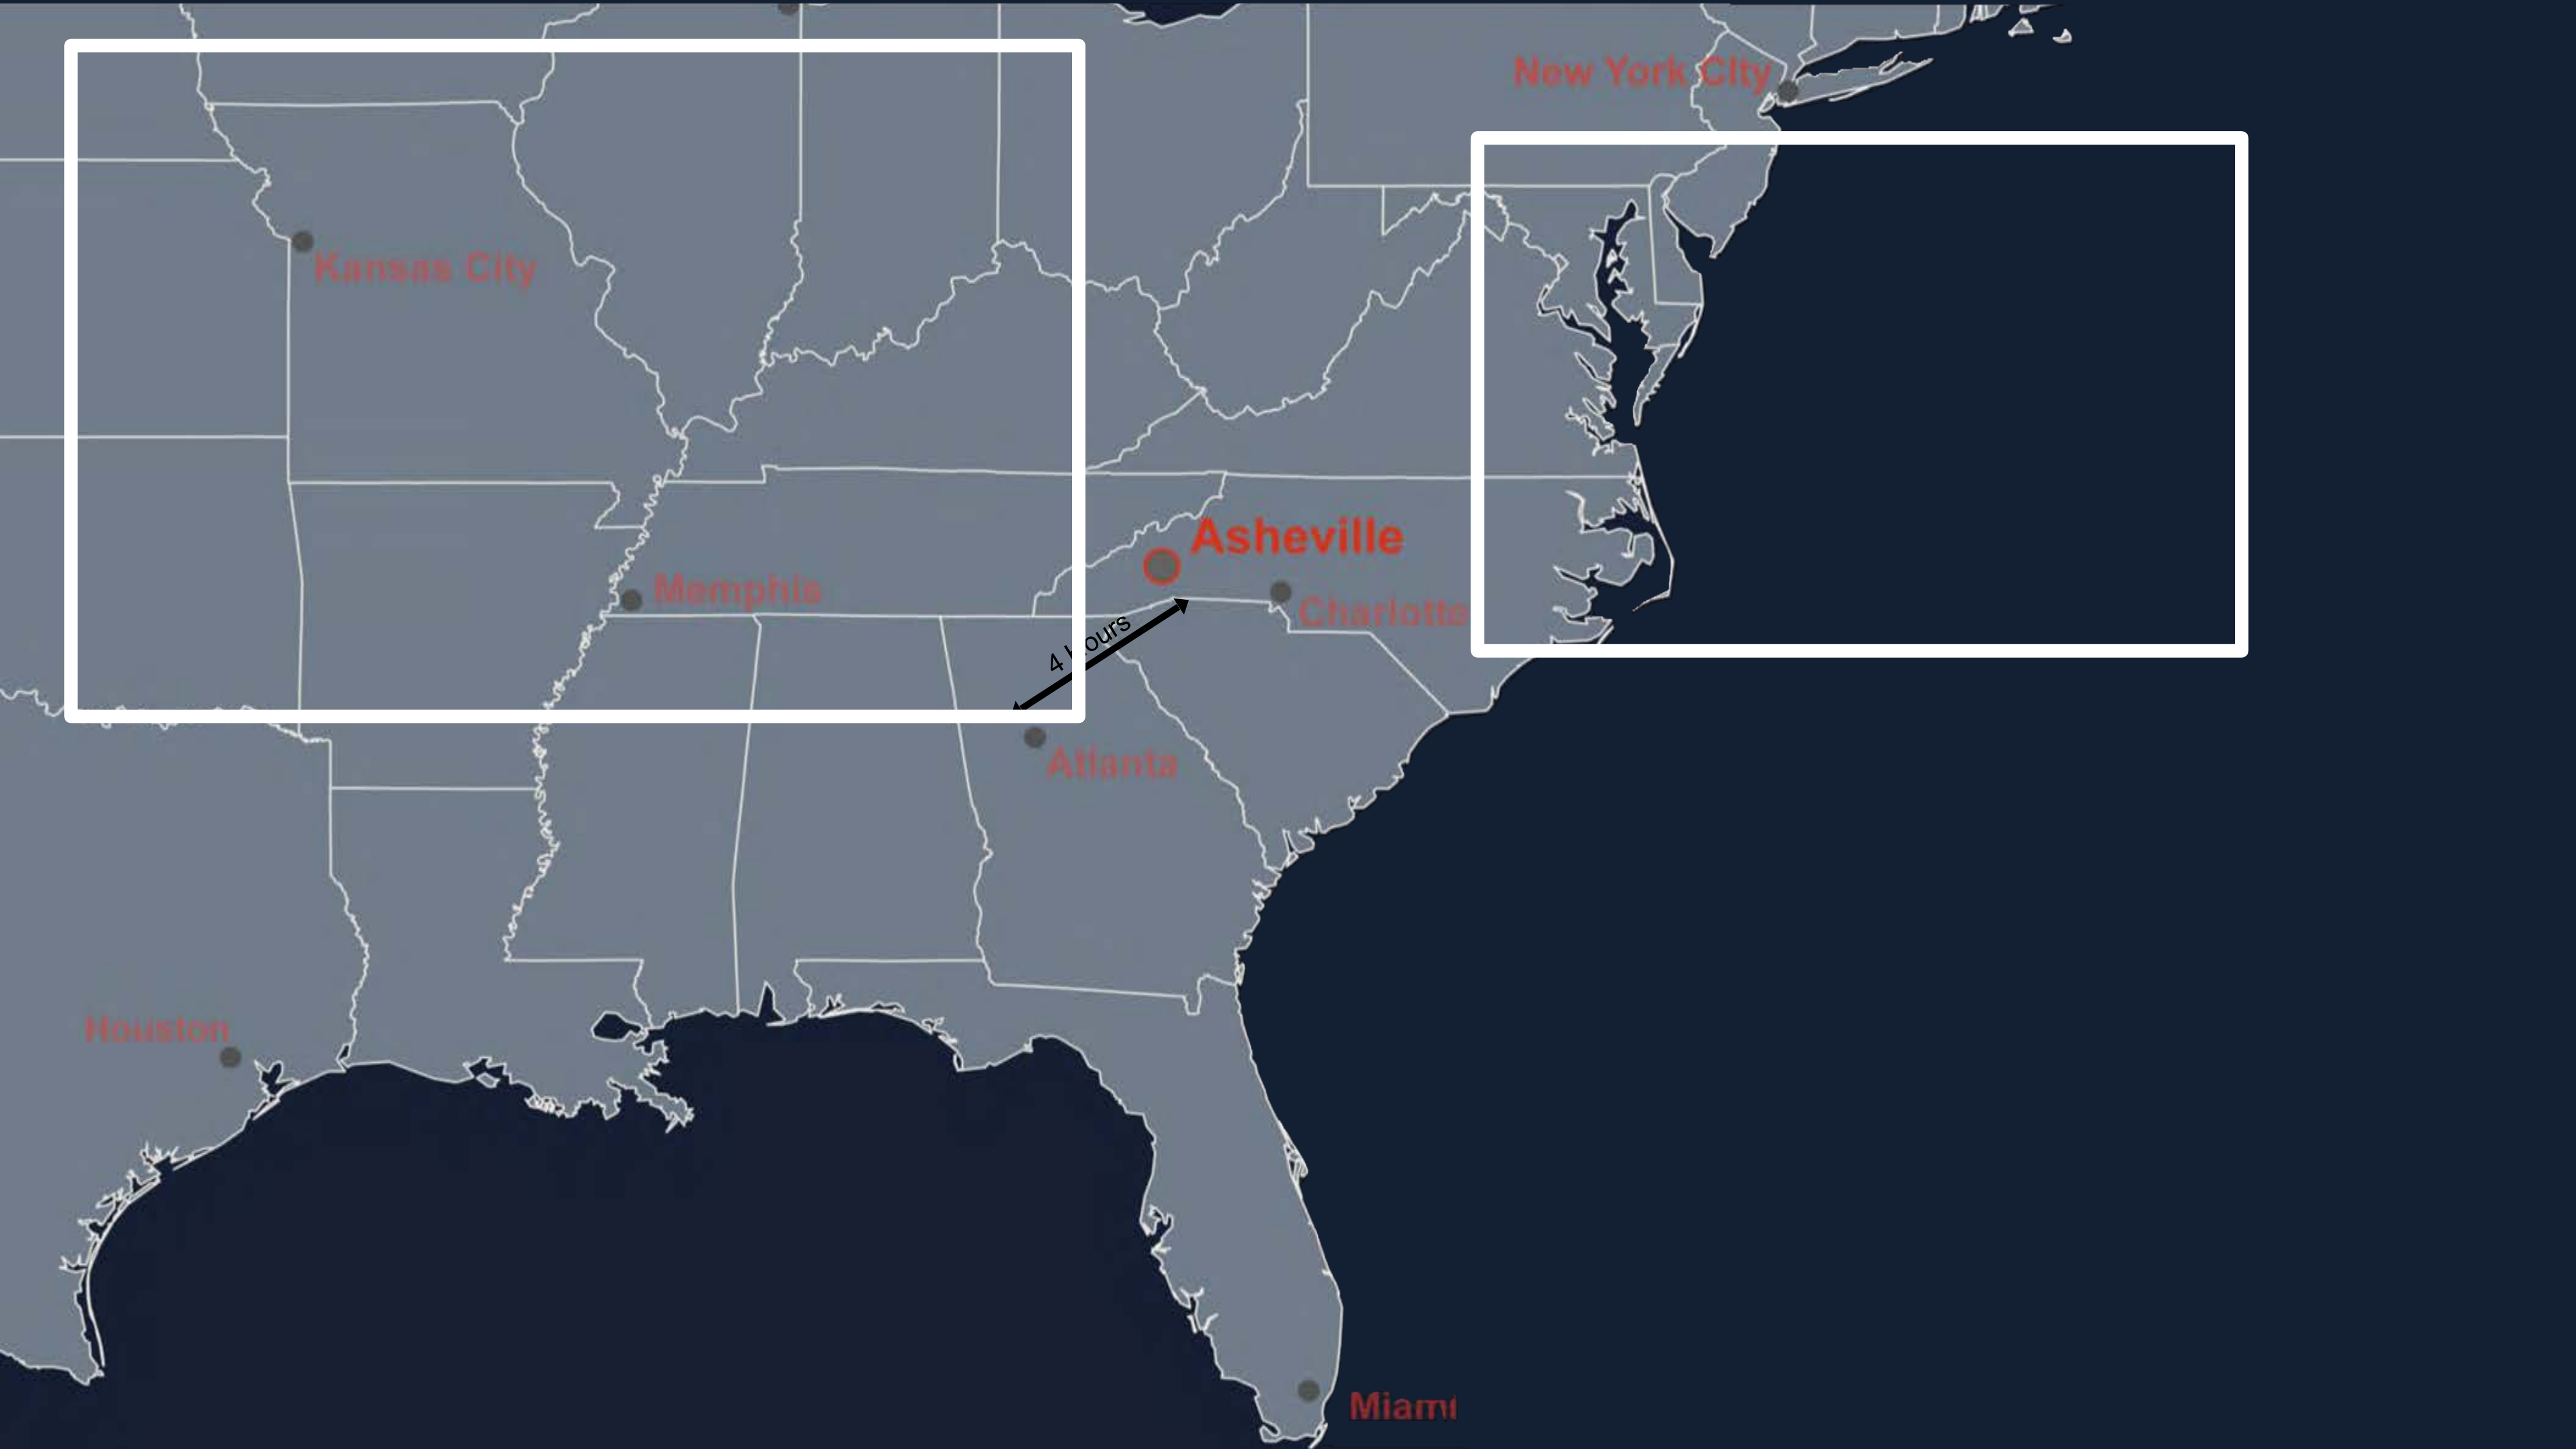 New York City
Kansas City
Asheville
Memphis
Charlotte
4 Hours
Atlanta
Houston
Miami